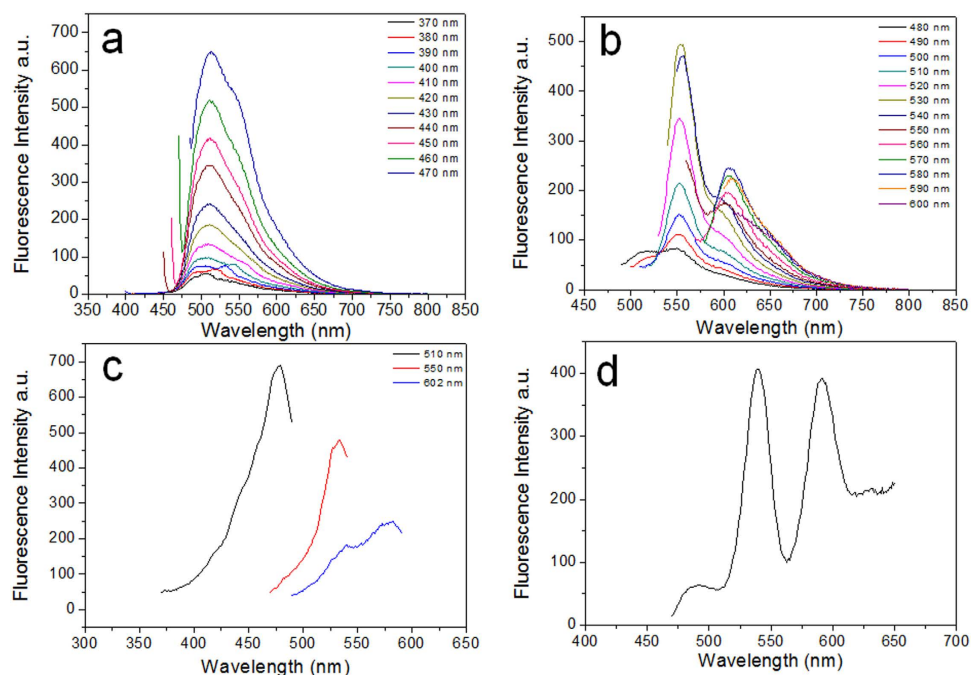 a
370 nm
380 nm
390 nm
400 nm
410 nm
420 nm
430 nm
440 nm
450 nm
460 nm
470 nm
Fluorescence Intensity a.u.
700
600
500
400
300
200
100
0
350 400 450 500 550 600 650 700 750 800 850
Wavelength (nm)
b
480 nm
490 nm
500 nm
510 nm
520 nm
530 nm
540 nm
550 nm
560 nm
570 nm
580 nm
590 nm
600 nm
Fluorescence Intensity a.u.
500
400
300
200
100
0
450 500 550 600 650 700 750 800 850
Wavelength (nm)
c
510 nm
550 nm
602 nm
Fluorescence Intensity a.u.
700
600
500
400
300
200
100
0
300 350 400 450 500 550 600 650
Wavelength (nm)
d
Fluorescence Intensity a.u.
400
300
200
100
0
400 450 500 550 600 650 700
Wavelength (nm)